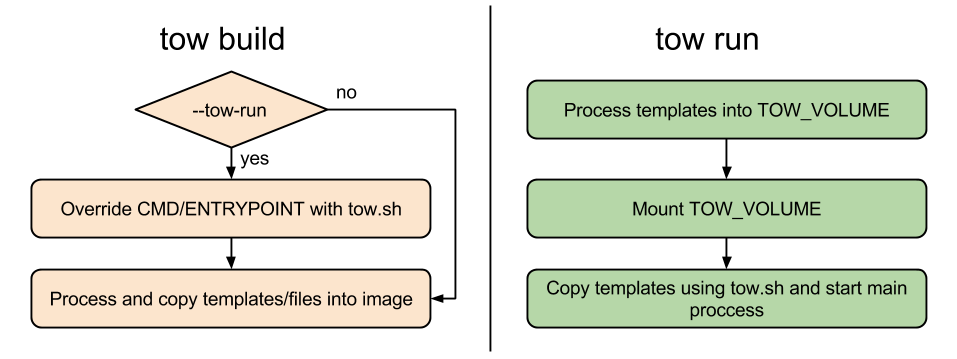 tow build
--tow-run
no
yes
Override CMD/ENTRYPOINT with tow.sh
Process and copy templates/files into image
tow run
Process templates into TOW_VOLUME
Mount TOW_VOLUME
Copy templates using tow.sh and start main
proccess